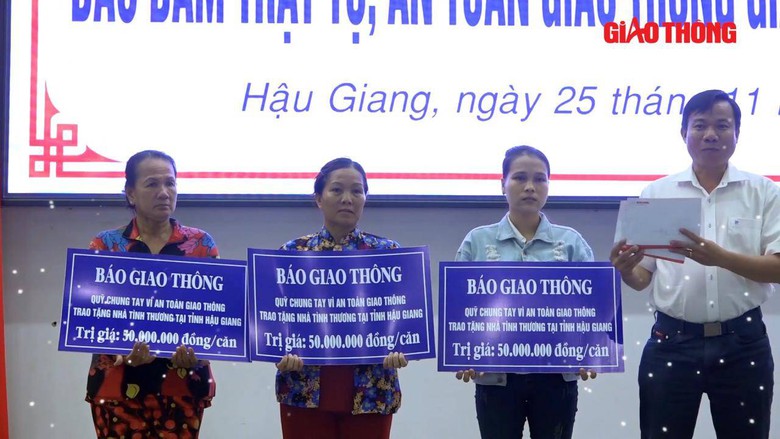 BẢO ĐẢM TRẬT TỰ, AN TOÀN GIAO THÔNG
GIAO THÔNG
Hậu Giang, ngày 25 tháng 11
BÁO GIAO THÔNG
QUỸ CHUNG TAY VÌ AN TOÀN GIAO THÔNG
TRAO TẶNG NHÀ TÌNH THƯƠNG TẠI TỈNH HẬU GIANG
Trị giá: 50.000.000 đồng/căn
BÁO GIAO THÔNG
QUỸ CHUNG TAY VÌ AN TOÀN GIAO THÔNG
TRAO TẶNG NHÀ TÌNH THƯƠNG TẠI TỈNH HẬU GIANG
Trị giá: 50.000.000 đồng/căn
BÁO GIAO THÔNG
QUỸ CHUNG TAY VÌ AN TOÀN GIAO THÔNG
TRAO TẶNG NHÀ TÌNH THƯƠNG TẠI TỈNH HẬU GIANG
Trị giá: 50.000.000 đồng/căn